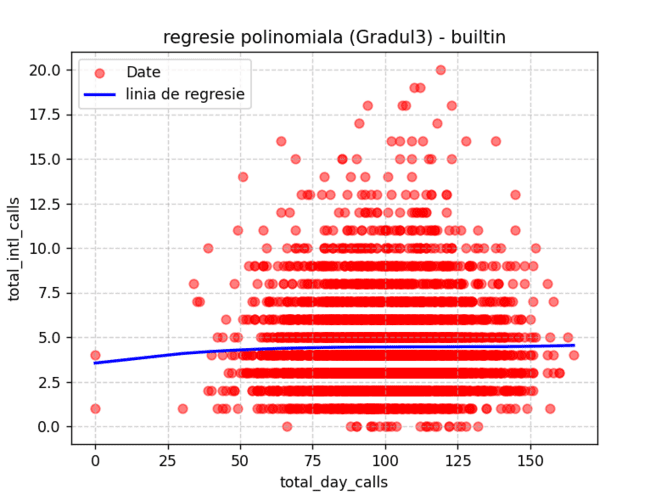 regresie polinomiala (Gradul3) - builtin
Date
linia de regresie
total_intl_calls
20.0
17.5
15.0
12.5
10.0
7.5
5.0
2.5
0.0
0 25 50 75 100 125 150
total_day_calls